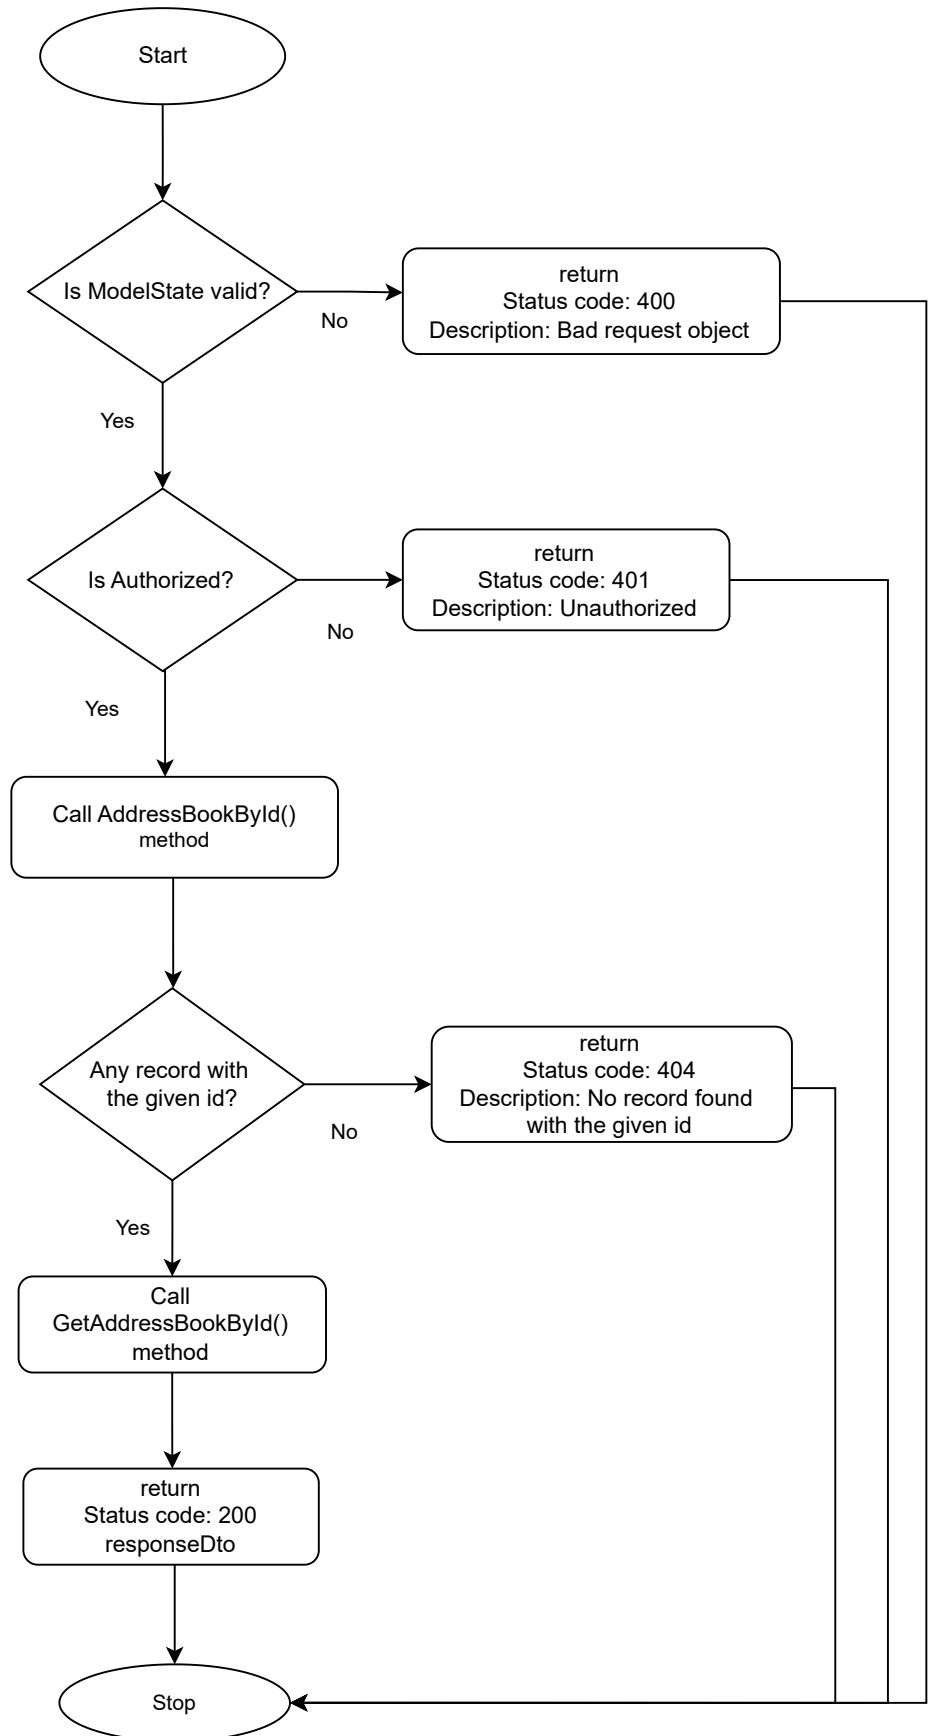 Start
Is ModelState valid?
No
return
Status code: 400
Description: Bad request object
Yes
Is Authorized?
No
return
Status code: 401
Description: Unauthorized
Yes
Call AddressBookById()
method
Any record with
the given id?
No
return
Status code: 404
Description: No record found
with the given id
Yes
Call
GetAddressBookById()
method
return
Status code: 200
responseDto
Stop